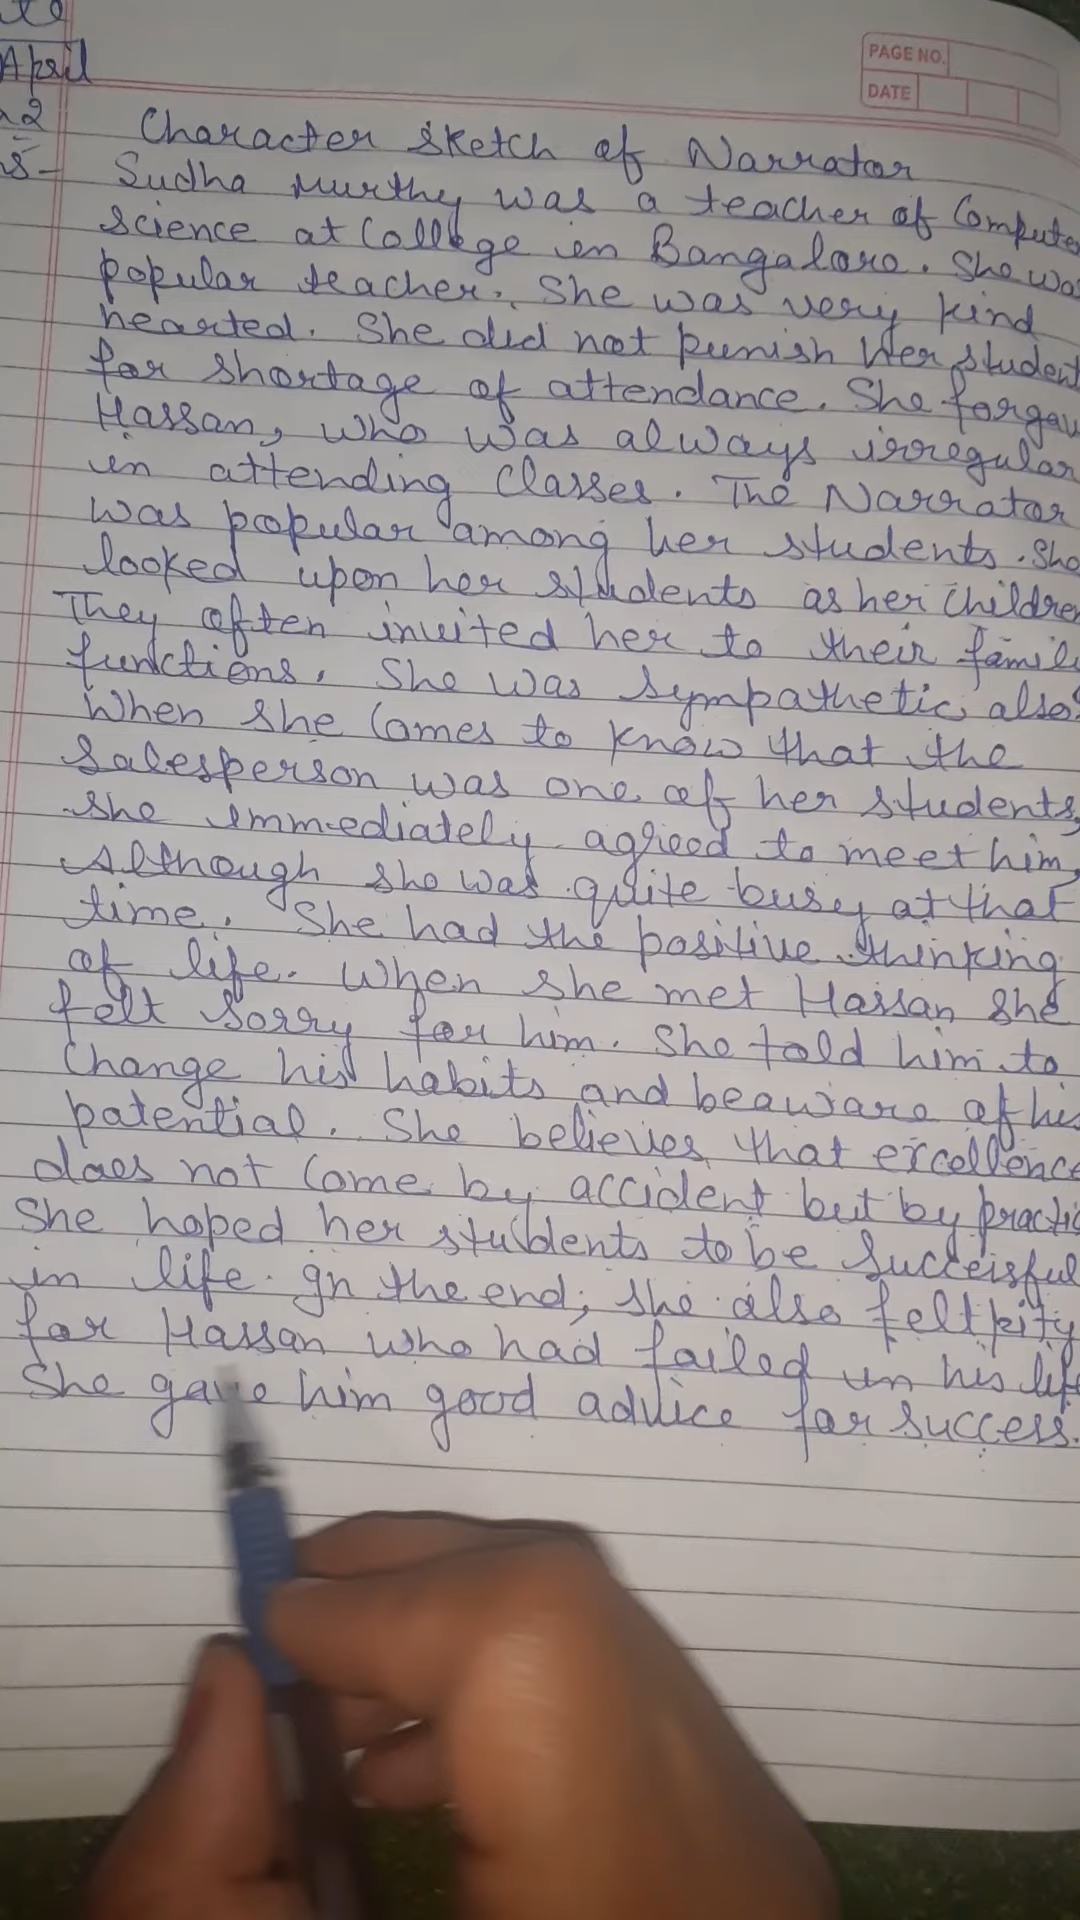 April
PAGE NO.
DATE
Character sketch of Narrator
Sudha Murthy was a teacher of Compute
science at College in Bangalore. She wa
popular teacher. She was very kind
hearted. She did not punish Her student
for shortage of attendance. She forgav
Hassan, who was always irregular
in attending classes. The Narrator
was popular among her students. She
looked upon her students as her Children
They often invited her to their famil
functions. She was sympathetic also.
When she Comes to know that the
salesperson was one of her students,
she immediately agreed to meet him,
Although she was quite busy at that
time. She had the positive thinking
of life. When she met Hassan she
felt sorry for him. She told him to
Change his habits and beaware of his
potential. She believes that excellence
does not Come by accident but by practic
She hoped her students to be Successful
in life. In the end, she also felt pity
for Hassan who had failed in his life
She gave him good advice for success.